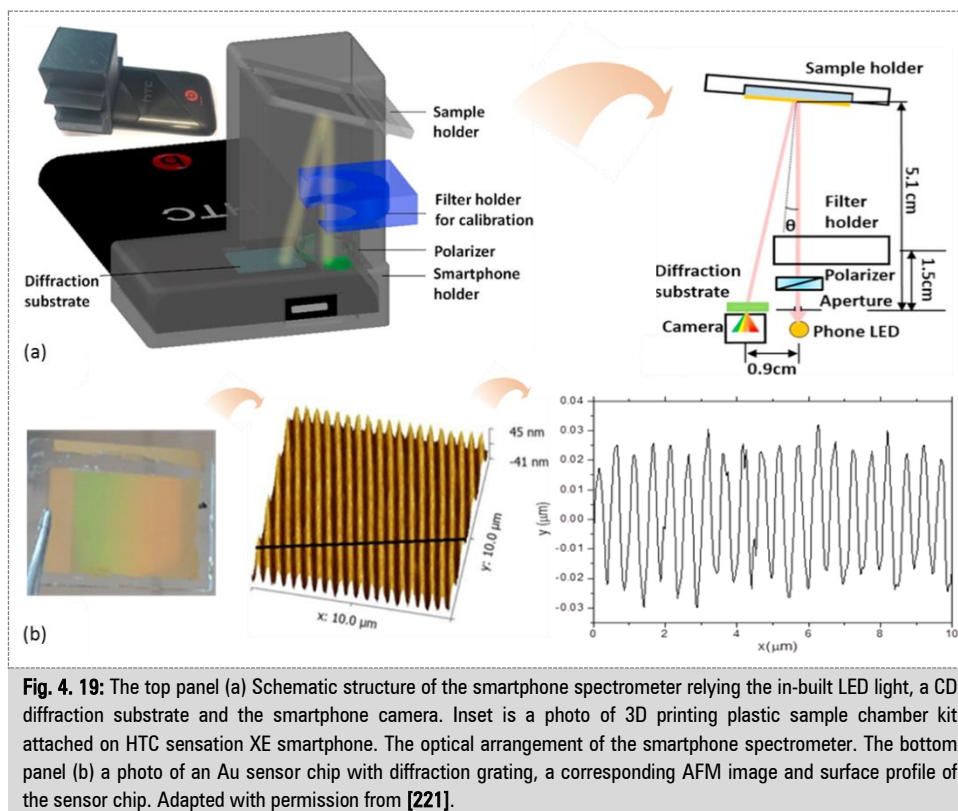 hTC
Sample
holder
Filter holder
for calibration
Polarizer
Smartphone
holder
Diffraction
substrate
(a)
Sample holder
5.1 cm
Filter
holder
θ
1.5cm
Diffraction
substrate
Polarizer
Aperture
Camera
Phone LED
0.9cm
(b)
45 nm
-41 nm
y: 10.0 µm
x: 10.0 µm
0.04
0.03
0.02
0.01
0.00
-0.01
-0.02
-0.03
y (µm)
0 2 4 6 8 10
x(µm)
Fig. 4. 19: The top panel (a) Schematic structure of the smartphone spectrometer relying the in-built LED light, a CD
diffraction substrate and the smartphone camera. Inset is a photo of 3D printing plastic sample chamber kit
attached on HTC sensation XE smartphone. The optical arrangement of the smartphone spectrometer. The bottom
panel (b) a photo of an Au sensor chip with diffraction grating, a corresponding AFM image and surface profile of
the sensor chip. Adapted with permission from [221].